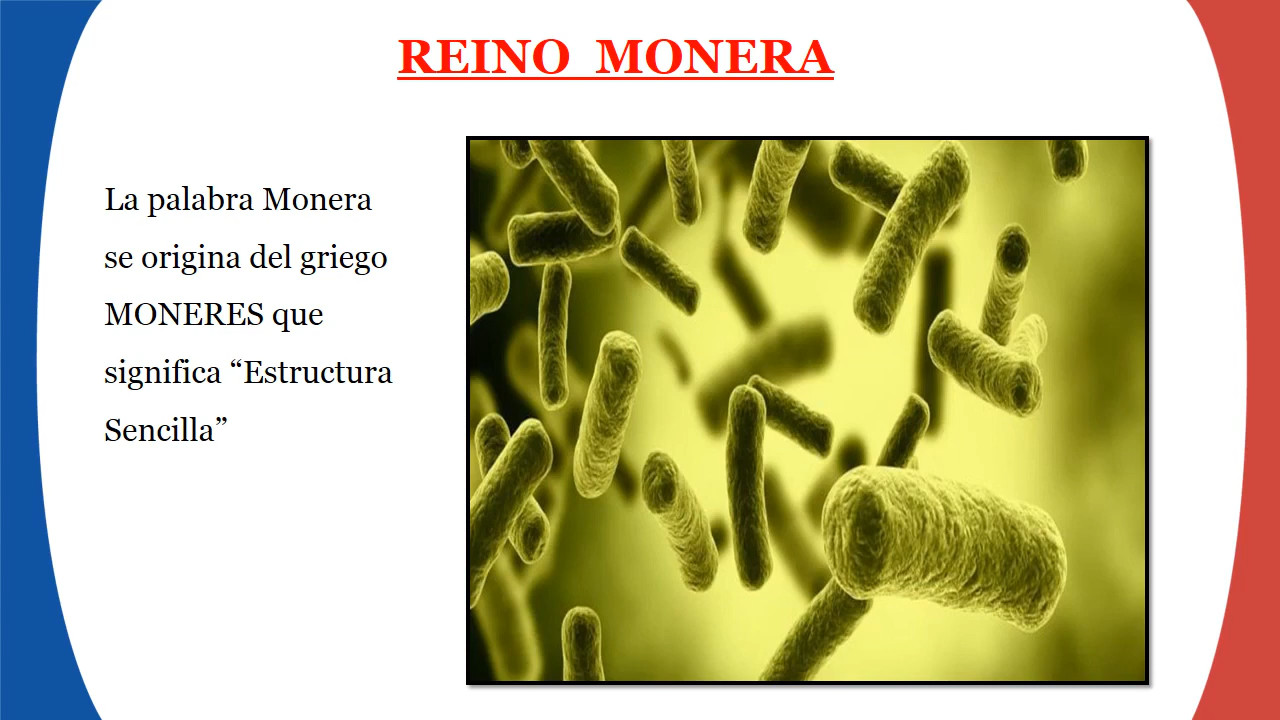 REINO MONERA
La palabra Monera
se origina del griego
MONERES que
significa “Estructura
Sencilla”